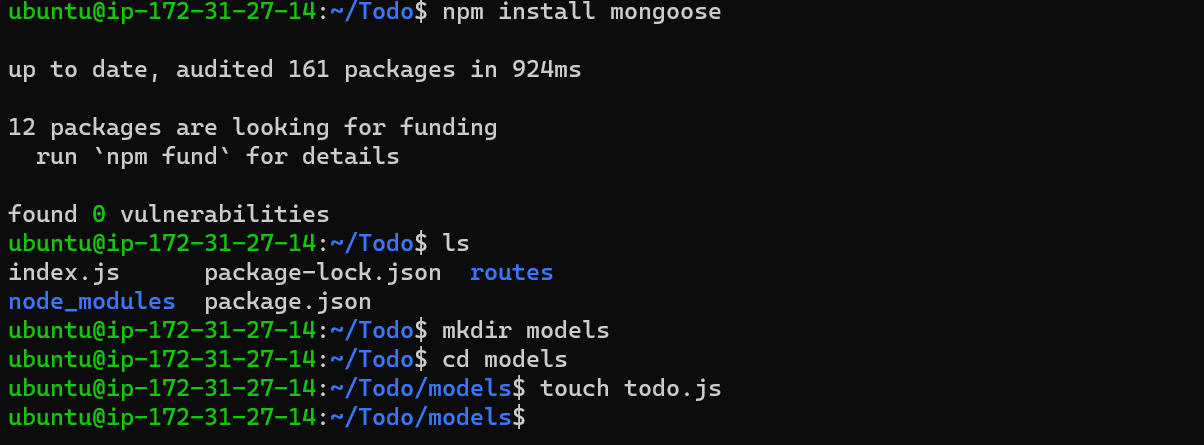 ubuntu@ip-172-31-27-14:~/Todo$ npm install mongoose
up to date, audited 161 packages in 924ms
12 packages are looking for funding
  run `npm fund` for details
found 0 vulnerabilities
ubuntu@ip-172-31-27-14:~/Todo$ ls
index.js      package-lock.json  routes
node_modules  package.json
ubuntu@ip-172-31-27-14:~/Todo$ mkdir models
ubuntu@ip-172-31-27-14:~/Todo$ cd models
ubuntu@ip-172-31-27-14:~/Todo/models$ touch todo.js
ubuntu@ip-172-31-27-14:~/Todo/models$